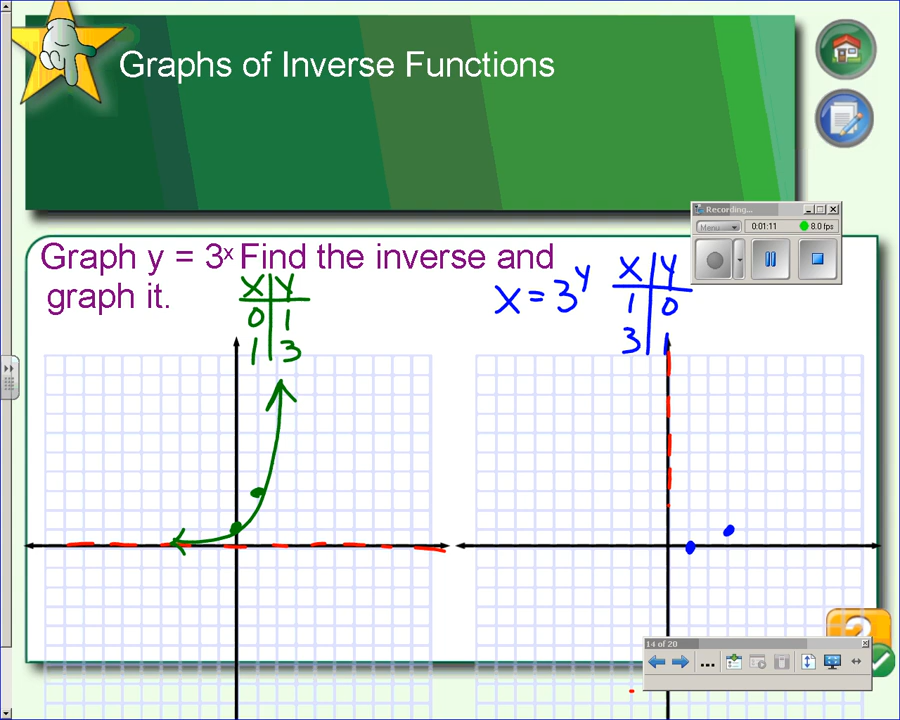 Graphs of Inverse Functions
Recording...
Menu
0:01:11
8.0 fps
Graph y = 3ˣ Find the inverse and
graph it.
X Y
0 1
1 3
x = 3ʸ
X Y
1 0
3 1
14 of 20
...
?